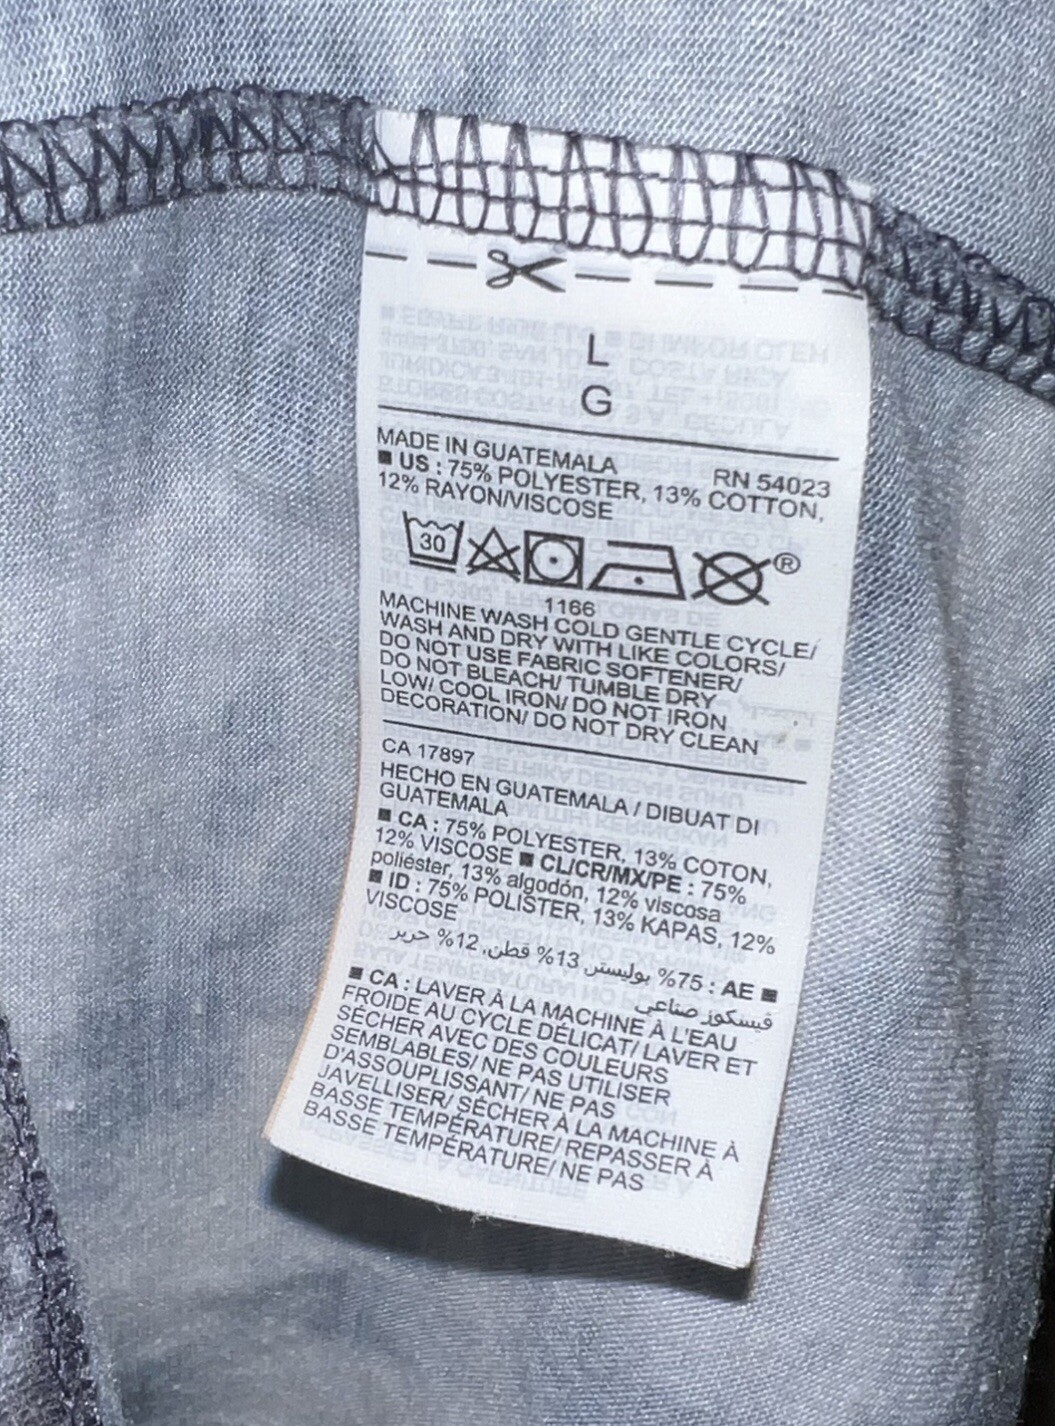 L
G
MADE IN GUATEMALA RN 54023
■ US : 75% POLYESTER, 13% COTTON,
12% RAYON/VISCOSE
30 ®
1166
MACHINE WASH COLD GENTLE CYCLE/
WASH AND DRY WITH LIKE COLORS/
DO NOT USE FABRIC SOFTENER/
DO NOT BLEACH/ TUMBLE DRY
LOW/ COOL IRON/ DO NOT IRON
DECORATION/ DO NOT DRY CLEAN
CA 17897
HECHO EN GUATEMALA / DIBUAT DI
GUATEMALA
■ CA : 75% POLYESTER, 13% COTON,
12% VISCOSE ■ CL/CR/MX/PE : 75%
poliéster, 13% algodón, 12% viscosa
■ ID : 75% POLISTER, 13% KAPAS, 12%
VISCOSE
■ AE : 75% بوليستر, 13% قطن, 12% حرير
فيسكوز صناعي
■ CA : LAVER À LA MACHINE À L'EAU
FROIDE AU CYCLE DÉLICAT/ LAVER ET
SÉCHER AVEC DES COULEURS
SEMBLABLES/ NE PAS UTILISER
D'ASSOUPLISSANT/ NE PAS
JAVELLISER/ SÉCHER À LA MACHINE À
BASSE TEMPÉRATURE/ REPASSER À
BASSE TEMPÉRATURE/ NE PAS